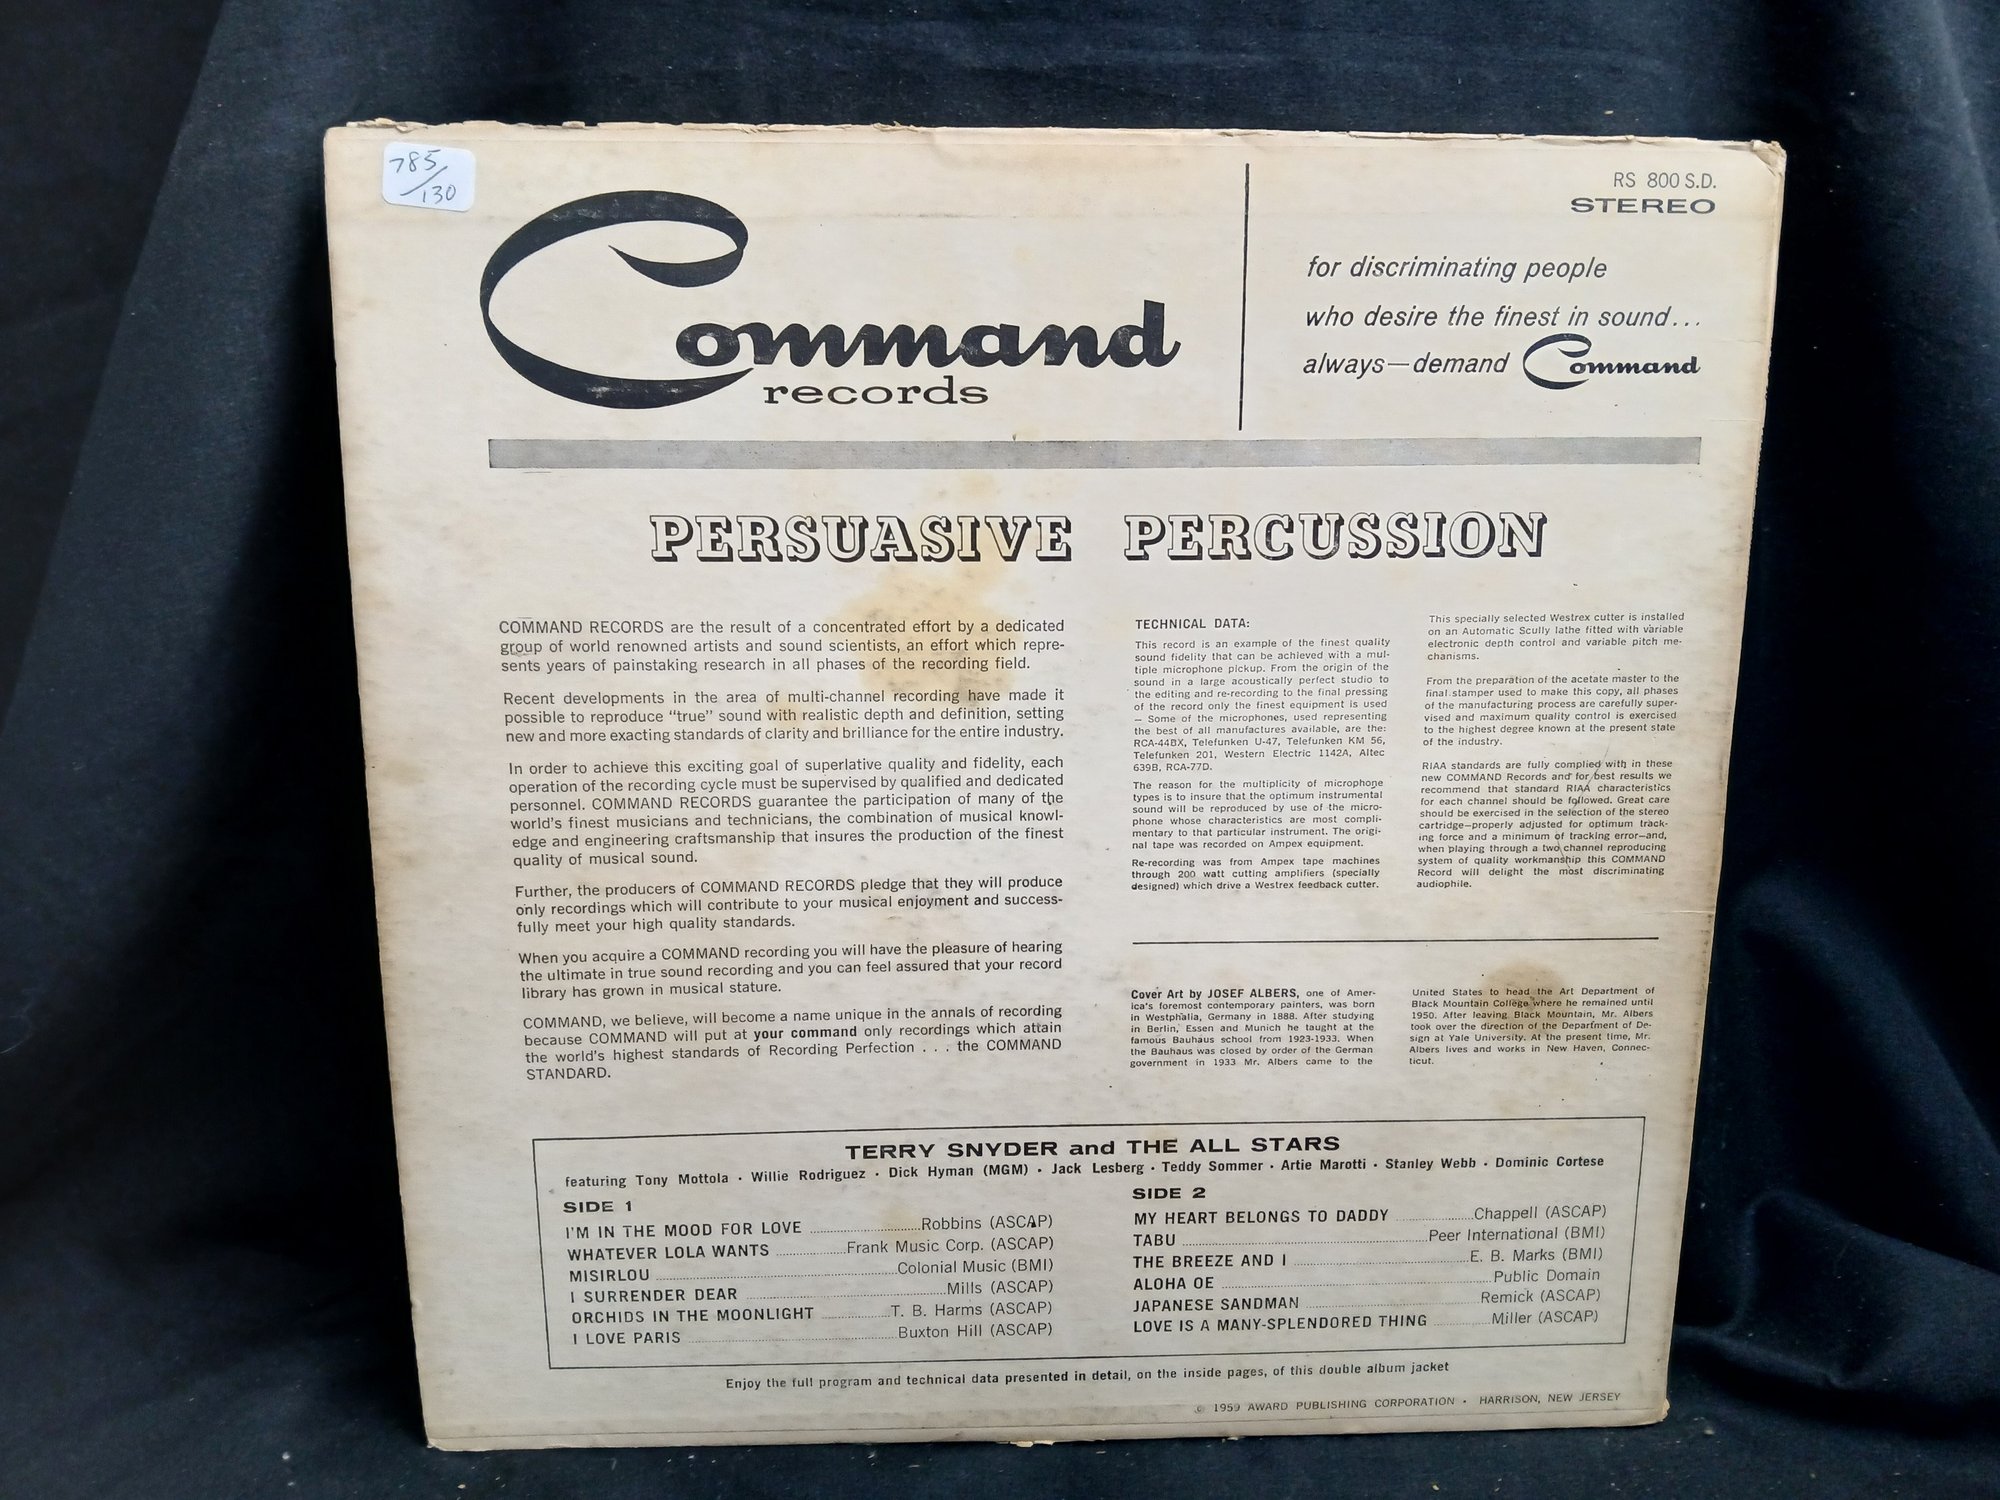 785/130
Command
records
RS 800 S.D.
STEREO
for discriminating people
who desire the finest in sound...
always—demand Command
PERSUASIVE PERCUSSION
COMMAND RECORDS are the result of a concentrated effort by a dedicated
group of world renowned artists and sound scientists, an effort which repre-
sents years of painstaking research in all phases of the recording field.
Recent developments in the area of multi-channel recording have made it
possible to reproduce "true" sound with realistic depth and definition, setting
new and more exacting standards of clarity and brilliance for the entire industry.
In order to achieve this exciting goal of superlative quality and fidelity, each
operation of the recording cycle must be supervised by qualified and dedicated
personnel. COMMAND RECORDS guarantee the participation of many of the
world's finest musicians and technicians, the combination of musical knowl-
edge and engineering craftsmanship that insures the production of the finest
quality of musical sound.
Further, the producers of COMMAND RECORDS pledge that they will produce
only recordings which will contribute to your musical enjoyment and success-
fully meet your high quality standards.
When you acquire a COMMAND recording you will have the pleasure of hearing
the ultimate in true sound recording and you can feel assured that your record
library has grown in musical stature.
COMMAND, we believe, will become a name unique in the annals of recording
because COMMAND will put at your command only recordings which attain
the world's highest standards of Recording Perfection . . . the COMMAND
STANDARD.
TECHNICAL DATA:
This record is an example of the finest quality
sound fidelity that can be achieved with a mul-
tiple microphone pickup. From the origin of the
sound in a large acoustically perfect studio to
the editing and re-recording to the final pressing
of the record only the finest equipment is used
— Some of the microphones, used representing
the best of all manufactures available, are the:
RCA-44BX, Telefunken U-47, Telefunken KM 56,
Telefunken 201, Western Electric 1142A, Altec
639B, RCA-77D.
The reason for the multiplicity of microphone
types is to insure that the optimum instrumental
sound will be reproduced by use of the micro-
phone whose characteristics are most compli-
mentary to that particular instrument. The origi-
nal tape was recorded on Ampex equipment.
Re-recording was from Ampex tape machines
through 200 watt cutting amplifiers (specially
designed) which drive a Westrex feedback cutter.
This specially selected Westrex cutter is installed
on an Automatic Scully lathe fitted with variable
electronic depth control and variable pitch me-
chanisms.
From the preparation of the acetate master to the
final stamper used to make this copy, all phases
of the manufacturing process are carefully super-
vised and maximum quality control is exercised
to the highest degree known at the present state
of the industry.
RIAA standards are fully complied with in these
new COMMAND Records and for best results we
recommend that standard RIAA characteristics
for each channel should be followed. Great care
should be exercised in the selection of the stereo
cartridge—properly adjusted for optimum track-
ing force and a minimum of tracking error—and,
when playing through a two channel reproducing
system of quality workmanship this COMMAND
Record will delight the most discriminating
audiophile.
Cover Art by JOSEF ALBERS, one of Amer-
ica's foremost contemporary painters, was born
in Westphalia, Germany in 1888. After studying
in Berlin, Essen and Munich he taught at the
famous Bauhaus school from 1923-1933. When
the Bauhaus was closed by order of the German
government in 1933 Mr. Albers came to the
United States to head the Art Department of
Black Mountain College where he remained until
1950. After leaving Black Mountain, Mr. Albers
took over the direction of the Department of De-
sign at Yale University. At the present time, Mr.
Albers lives and works in New Haven, Connec-
ticut.
TERRY SNYDER and THE ALL STARS
featuring Tony Mottola • Willie Rodriguez • Dick Hyman (MGM) • Jack Lesberg • Teddy Sommer • Artie Marotti • Stanley Webb • Dominic Cortese
SIDE 1
I'M IN THE MOOD FOR LOVE ........ Robbins (ASCAP)
WHATEVER LOLA WANTS ........ Frank Music Corp. (ASCAP)
MISIRLOU ........ Colonial Music (BMI)
I SURRENDER DEAR ........ Mills (ASCAP)
ORCHIDS IN THE MOONLIGHT ........ T. B. Harms (ASCAP)
I LOVE PARIS ........ Buxton Hill (ASCAP)
SIDE 2
MY HEART BELONGS TO DADDY ........ Chappell (ASCAP)
TABU ........ Peer International (BMI)
THE BREEZE AND I ........ E. B. Marks (BMI)
ALOHA OE ........ Public Domain
JAPANESE SANDMAN ........ Remick (ASCAP)
LOVE IS A MANY-SPLENDORED THING ........ Miller (ASCAP)
Enjoy the full program and technical data presented in detail, on the inside pages, of this double album jacket
© 1959 AWARD PUBLISHING CORPORATION • HARRISON, NEW JERSEY